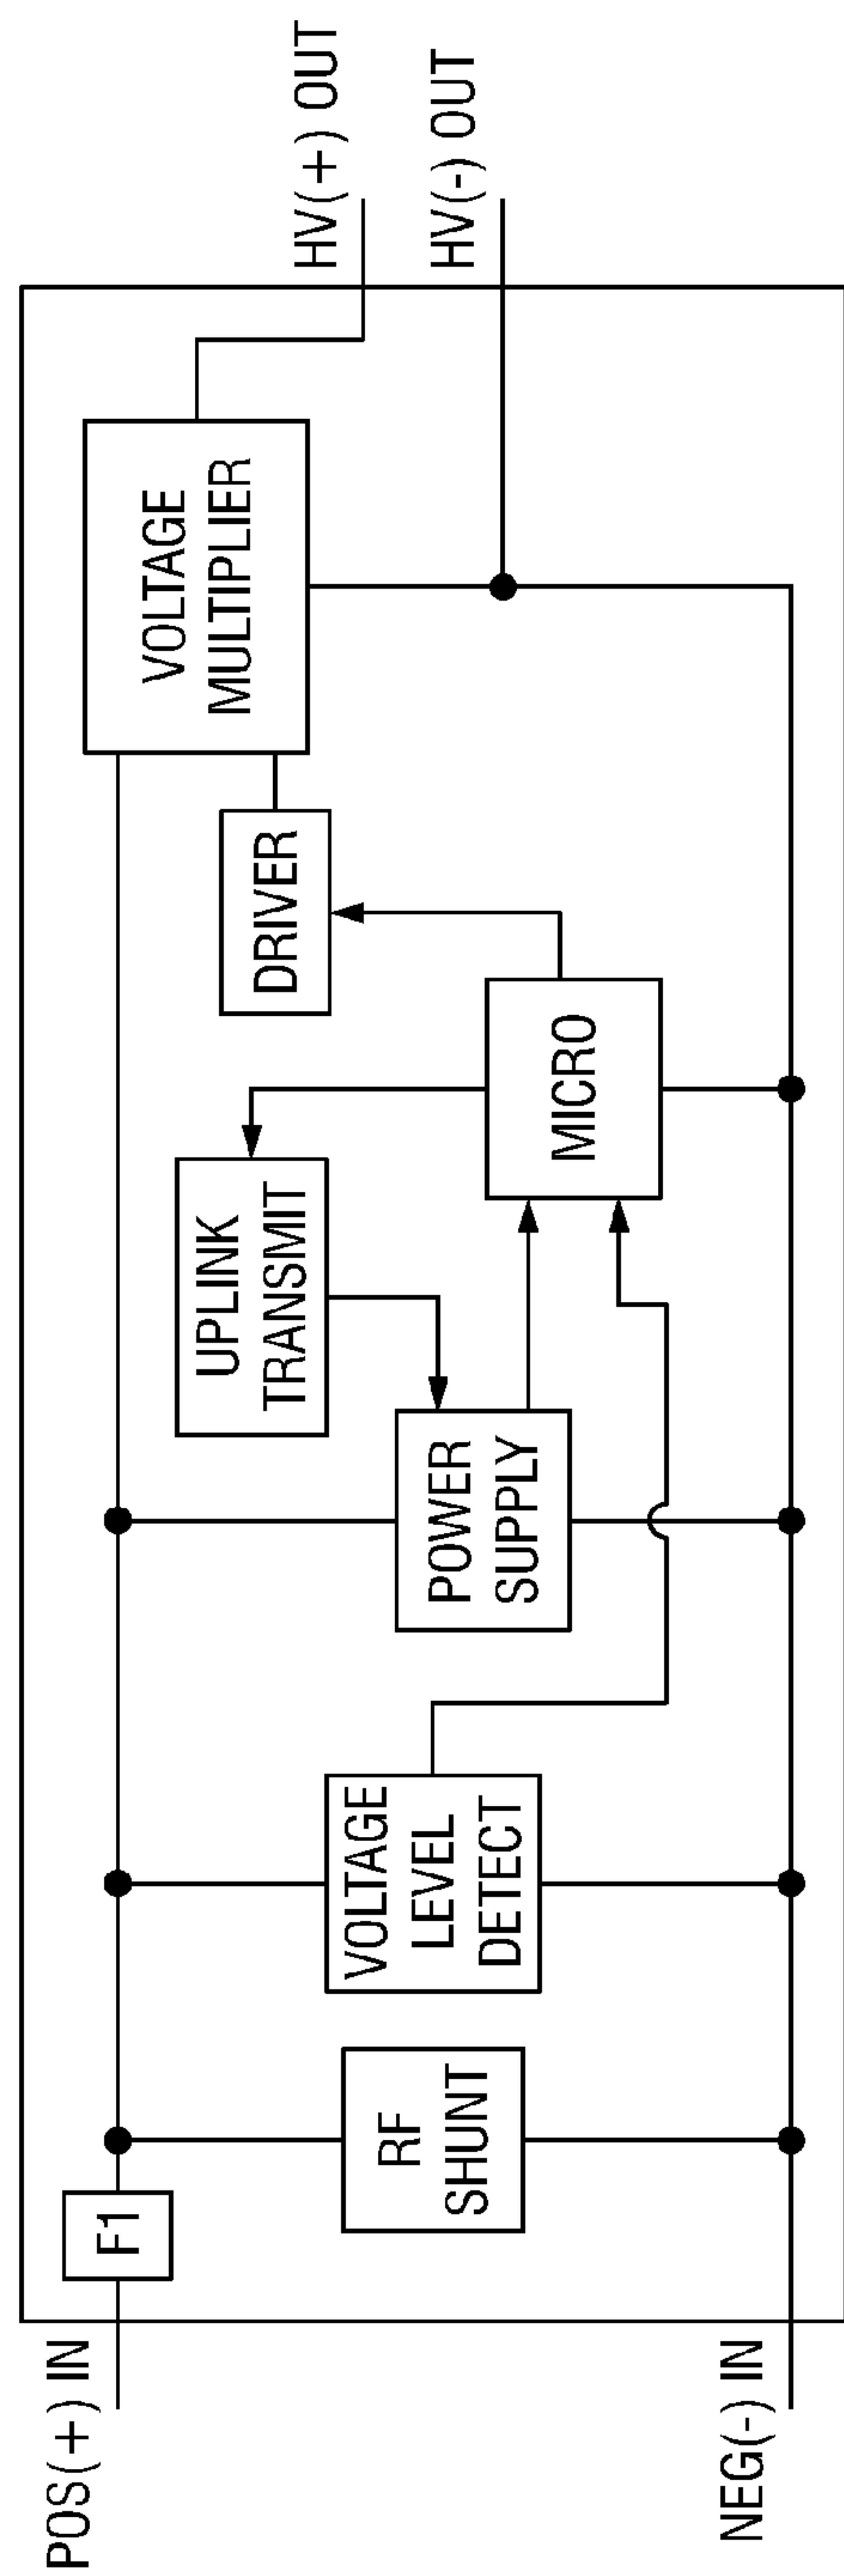 POS(+) IN
F1
RF
SHUNT
VOLTAGE
LEVEL
DETECT
POWER
SUPPLY
UPLINK
TRANSMIT
MICRO
DRIVER
VOLTAGE
MULTIPLIER
HV(+) OUT
HV(-) OUT
NEG(-) IN